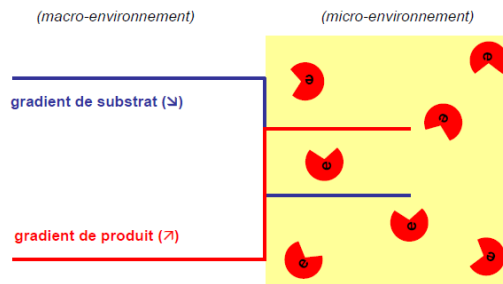 (macro-environnement) (micro-environnement)
gradient de substrat (↘)
gradient de produit (↗)
e
e
e
e
e
e
e